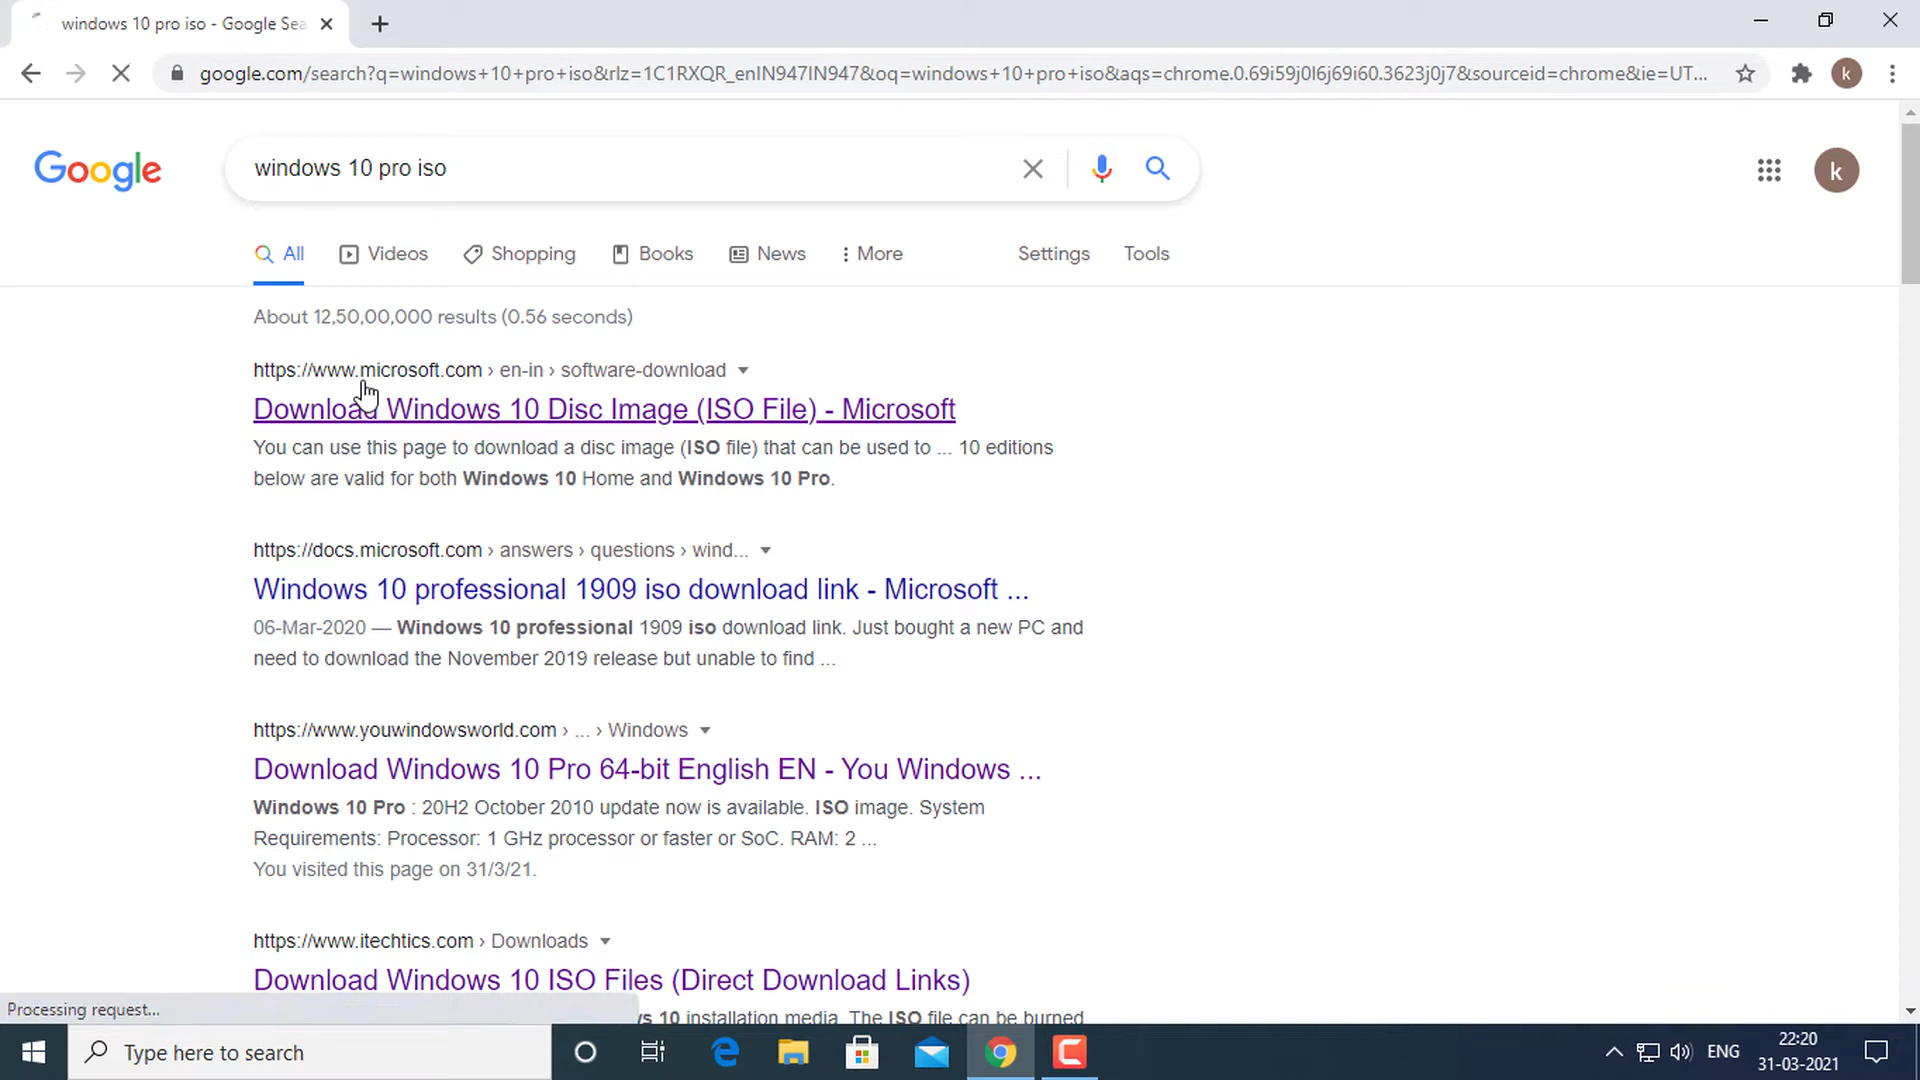 windows 10 pro iso - Google Sea
google.com/search?q=windows+10+pro+iso&rlz=1C1RXQR_enIN947IN947&oq=windows+10+pro+iso&aqs=chrome.0.69i59j0l6j69i60.3623j0j7&sourceid=chrome&ie=UT...
k
Google
windows 10 pro iso
k
All
Videos
Shopping
Books
News
More
Settings
Tools
About 12,50,00,000 results (0.56 seconds)
https://www.microsoft.com › en-in › software-download
Download Windows 10 Disc Image (ISO File) - Microsoft
You can use this page to download a disc image (ISO file) that can be used to ... 10 editions
below are valid for both Windows 10 Home and Windows 10 Pro.
https://docs.microsoft.com › answers › questions › wind...
Windows 10 professional 1909 iso download link - Microsoft ...
06-Mar-2020 — Windows 10 professional 1909 iso download link. Just bought a new PC and
need to download the November 2019 release but unable to find ...
https://www.youwindowsworld.com › ... › Windows
Download Windows 10 Pro 64-bit English EN - You Windows ...
Windows 10 Pro : 20H2 October 2010 update now is available. ISO image. System
Requirements: Processor: 1 GHz processor or faster or SoC. RAM: 2 ...
You visited this page on 31/3/21.
https://www.itechtics.com › Downloads
Download Windows 10 ISO Files (Direct Download Links)
10 installation media. The ISO file can be burned
Processing request...
Type here to search
ENG
22:20
31-03-2021